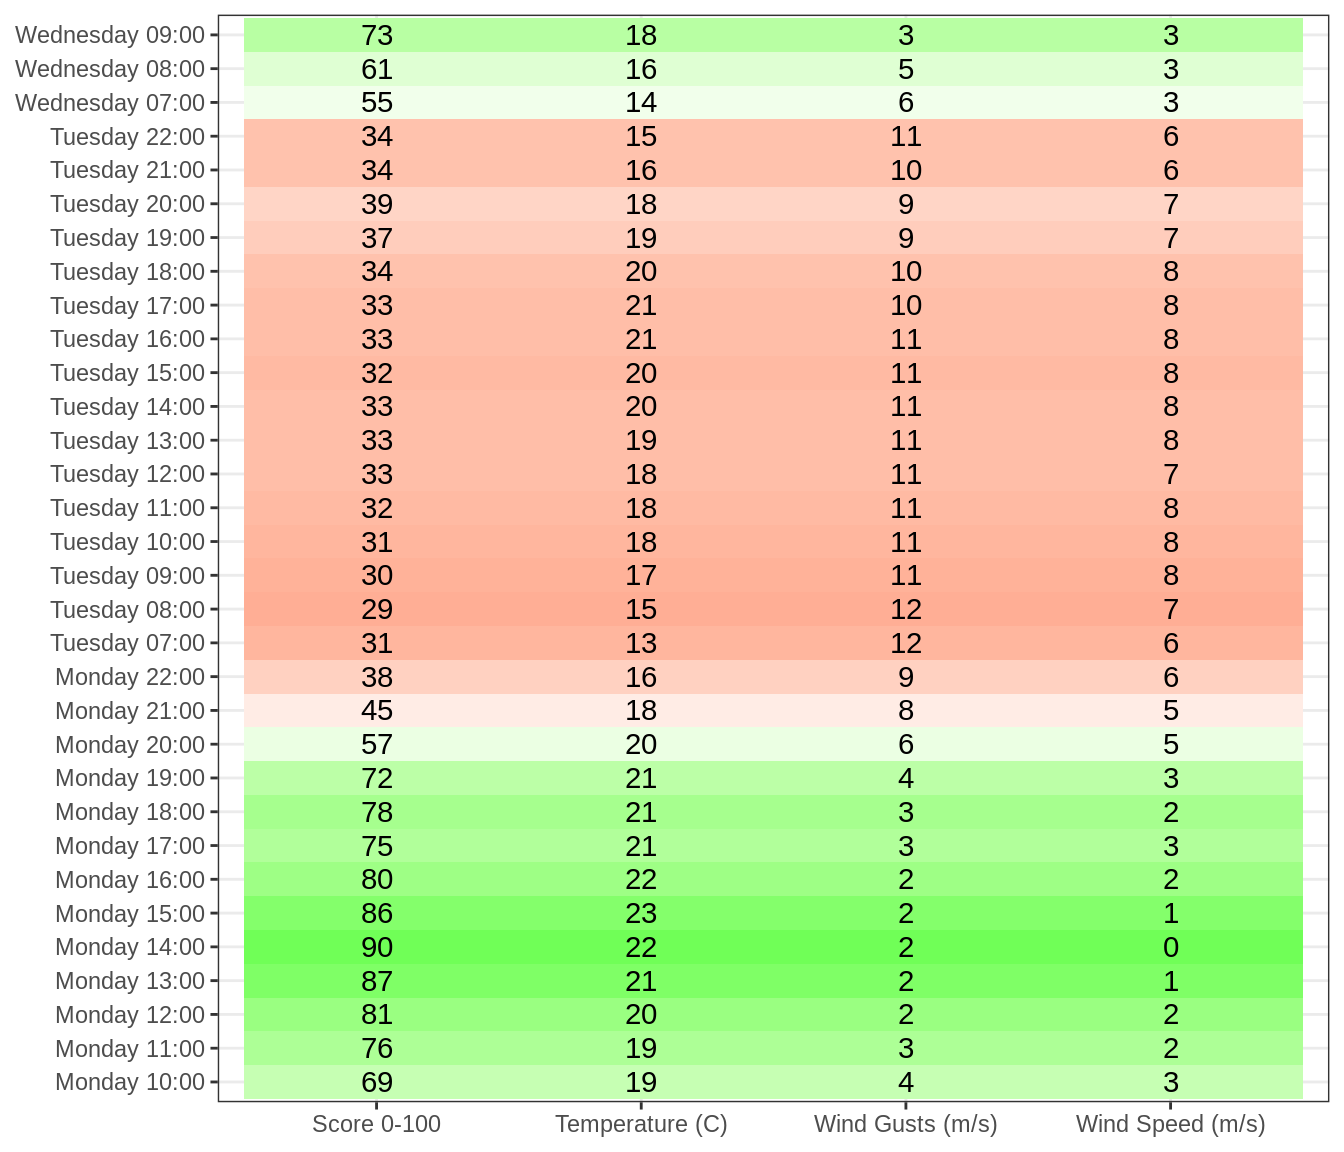 Wednesday 09:00 73 18 3 3
Wednesday 08:00 61 16 5 3
Wednesday 07:00 55 14 6 3
Tuesday 22:00 34 15 11 6
Tuesday 21:00 34 16 10 6
Tuesday 20:00 39 18 9 7
Tuesday 19:00 37 19 9 7
Tuesday 18:00 34 20 10 8
Tuesday 17:00 33 21 10 8
Tuesday 16:00 33 21 11 8
Tuesday 15:00 32 20 11 8
Tuesday 14:00 33 20 11 8
Tuesday 13:00 33 19 11 8
Tuesday 12:00 33 18 11 7
Tuesday 11:00 32 18 11 8
Tuesday 10:00 31 18 11 8
Tuesday 09:00 30 17 11 8
Tuesday 08:00 29 15 12 7
Tuesday 07:00 31 13 12 6
Monday 22:00 38 16 9 6
Monday 21:00 45 18 8 5
Monday 20:00 57 20 6 5
Monday 19:00 72 21 4 3
Monday 18:00 78 21 3 2
Monday 17:00 75 21 3 3
Monday 16:00 80 22 2 2
Monday 15:00 86 23 2 1
Monday 14:00 90 22 2 0
Monday 13:00 87 21 2 1
Monday 12:00 81 20 2 2
Monday 11:00 76 19 3 2
Monday 10:00 69 19 4 3
Score 0-100 Temperature (C) Wind Gusts (m/s) Wind Speed (m/s)